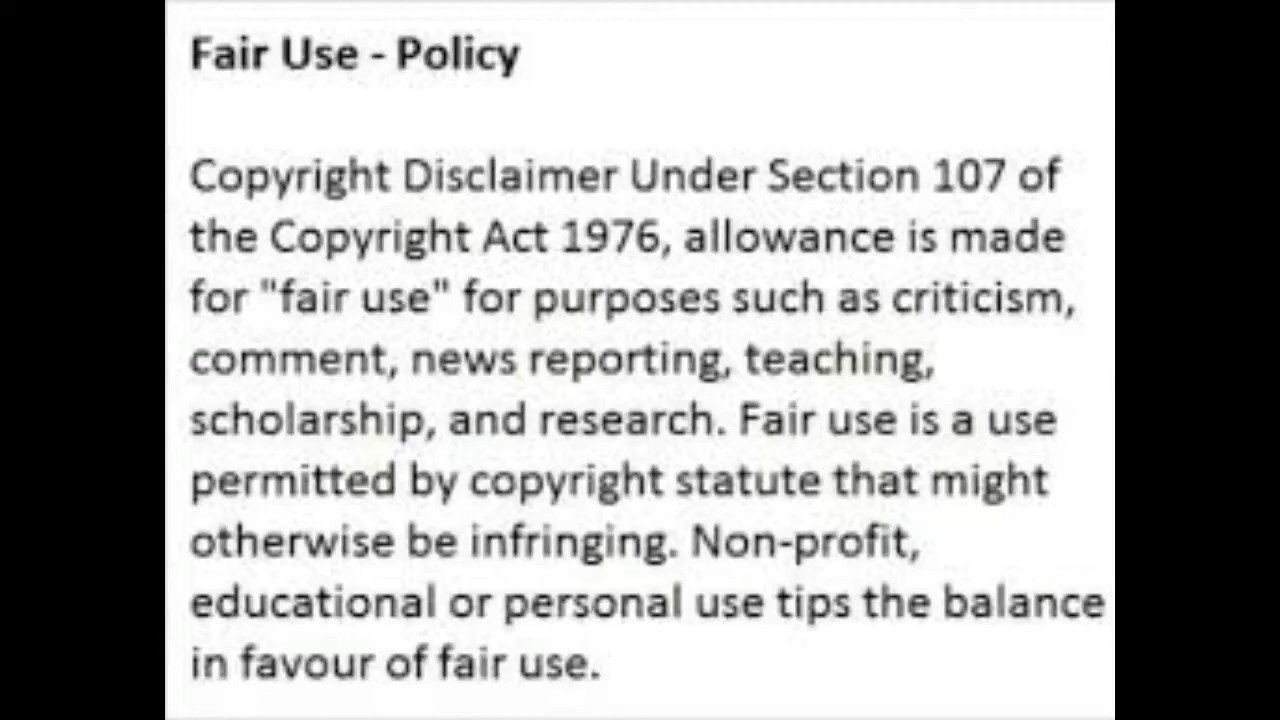 Fair Use - Policy
Copyright Disclaimer Under Section 107 of
the Copyright Act 1976, allowance is made
for "fair use" for purposes such as criticism,
comment, news reporting, teaching,
scholarship, and research. Fair use is a use
permitted by copyright statute that might
otherwise be infringing. Non-profit,
educational or personal use tips the balance
in favour of fair use.